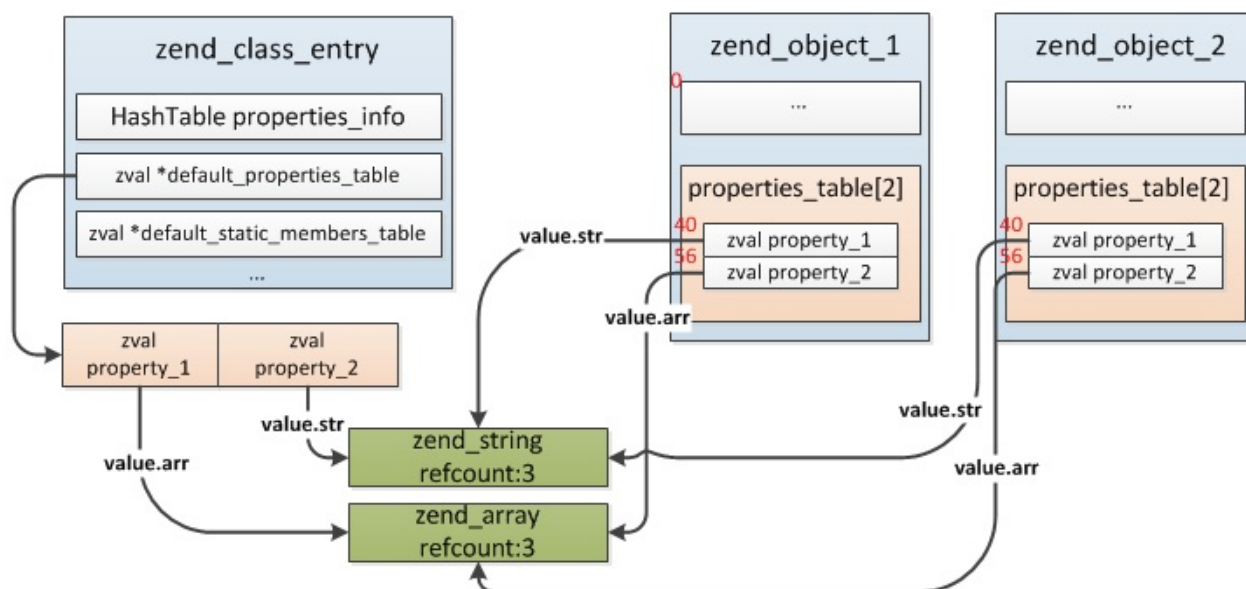 zend_class_entry
HashTable properties_info
zval *default_properties_table
zval *default_static_members_table
...
zend_object_1
0
...
properties_table[2]
40
zval property_1
56
zval property_2
zend_object_2
...
properties_table[2]
40
zval property_1
56
zval property_2
value.str
value.arr
zval
property_1
zval
property_2
value.str
value.arr
value.str
value.arr
zend_string
refcount:3
zend_array
refcount:3